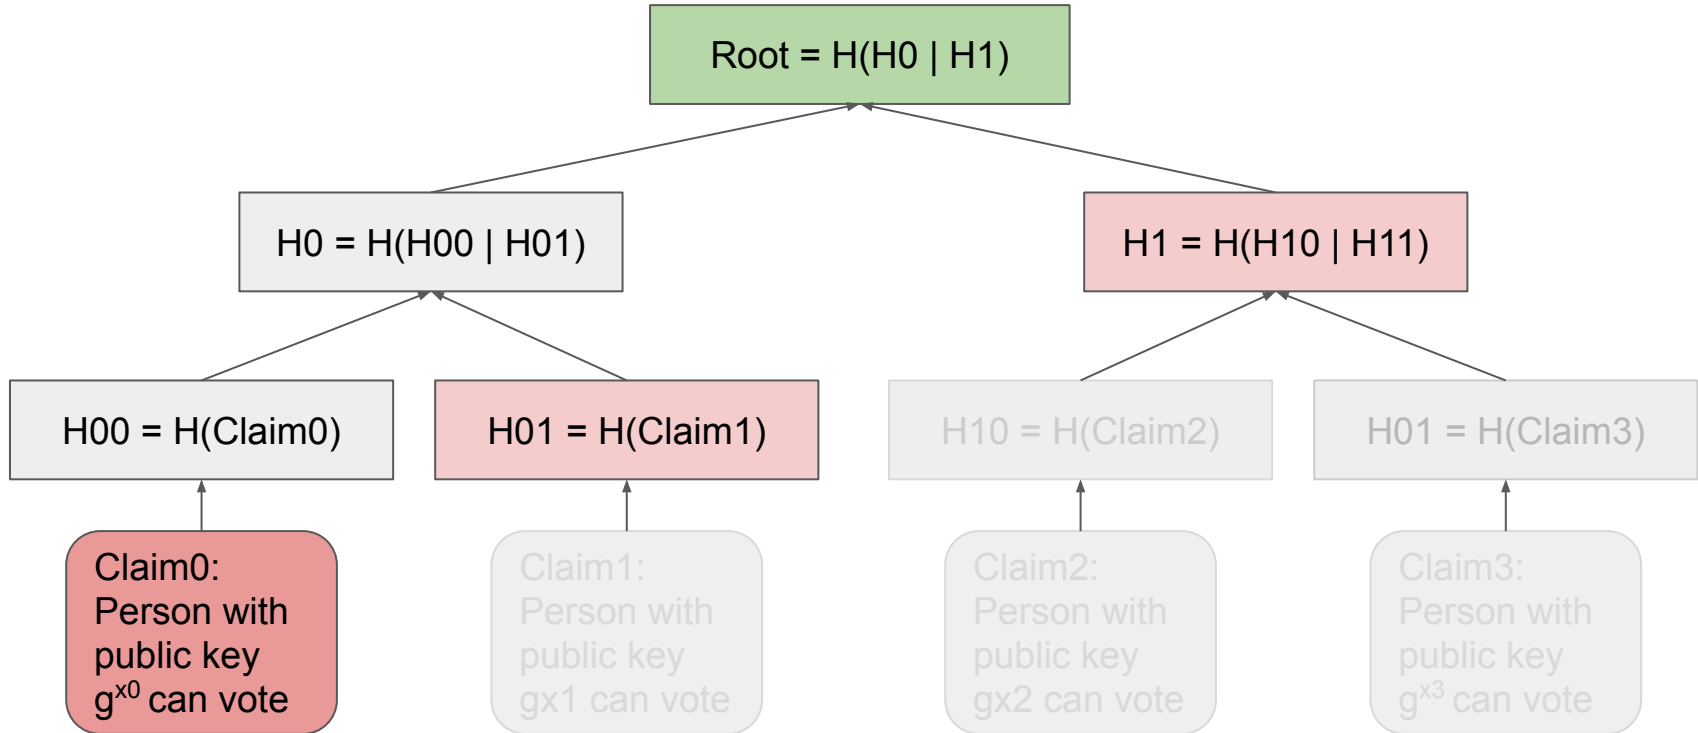 Root = H(H0 | H1)
H0 = H(H00 | H01)
H1 = H(H10 | H11)
H00 = H(Claim0)
H01 = H(Claim1)
H10 = H(Claim2)
H01 = H(Claim3)
Claim0:
Person with
public key
g^x0 can vote
Claim1:
Person with
public key
gx1 can vote
Claim2:
Person with
public key
gx2 can vote
Claim3:
Person with
public key
g^x3 can vote